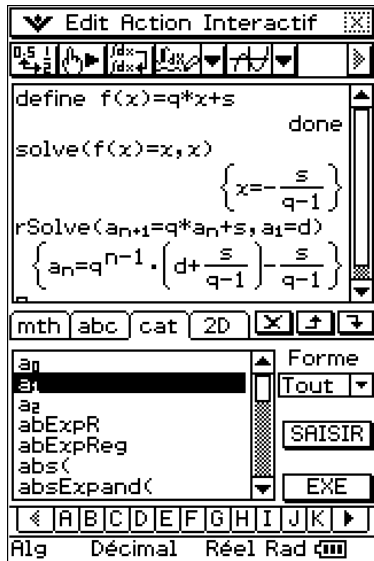 Edit Action Interactif
define f(x)=q*x+s
done
solve(f(x)=x,x)
{x=-s/(q-1)}
rSolve(aₙ₊₁=q*aₙ+s,a₁=d)
{aₙ=qⁿ⁻¹·(d+s/(q-1))-s/(q-1)}
mth abc cat 2D
a₀
a₁
a₂
abExpR
abExpReg
abs(
absExpand(
Forme
Tout
SAISIR
EXE
A B C D E F G H I J K
Alg Décimal Réel Rad